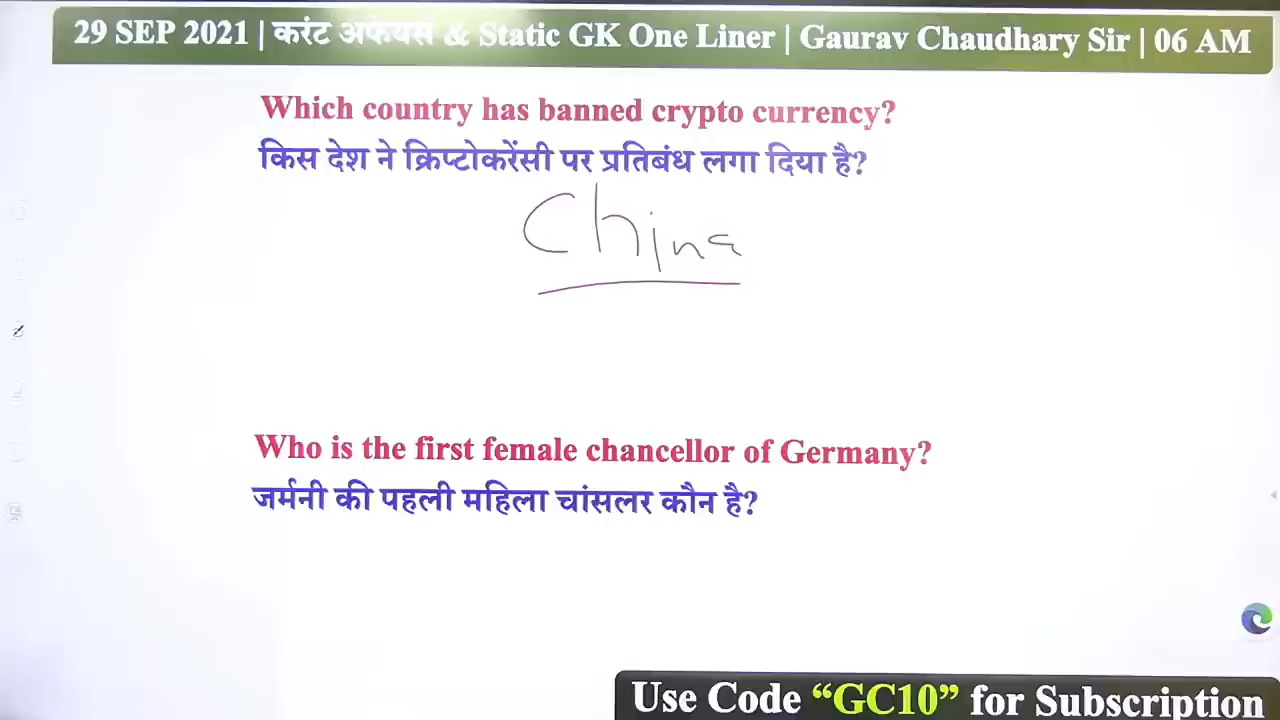 29 SEP 2021 | करंट अफेयर्स & Static GK One Liner | Gaurav Chaudhary Sir | 06 AM
Which country has banned crypto currency?
किस देश ने क्रिप्टोकरेंसी पर प्रतिबंध लगा दिया है?
China
Who is the first female chancellor of Germany?
जर्मनी की पहली महिला चांसलर कौन है?
Use Code “GC10” for Subscription